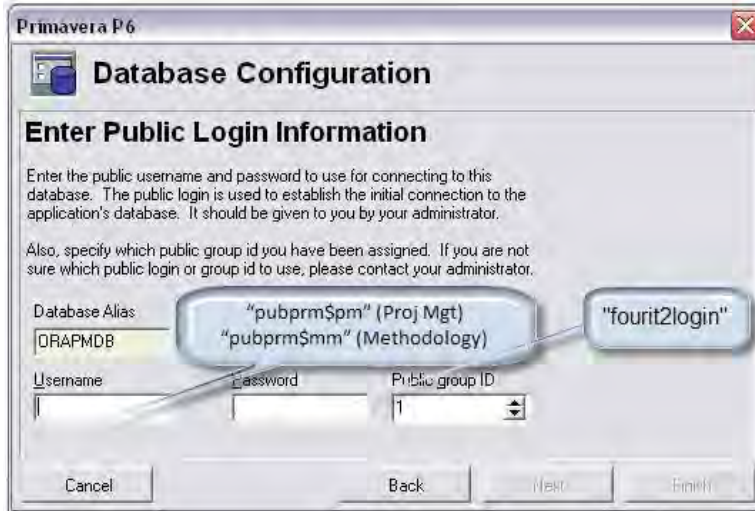 Primavera P6
Database Configuration
Enter Public Login Information
Enter the public username and password to use for connecting to this
database. The public login is used to establish the initial connection to the
application's database. It should be given to you by your administrator.
Also, specify which public group id you have been assigned. If you are not
sure which public login or group id to use, please contact your administrator.
Database Alias
ORAPMDB
"pubprm$pm" (Proj Mgt)
"pubprm$mm" (Methodology)
"fourit2login"
Username
Password
Public group ID
1
Cancel
Back
Next
Finish